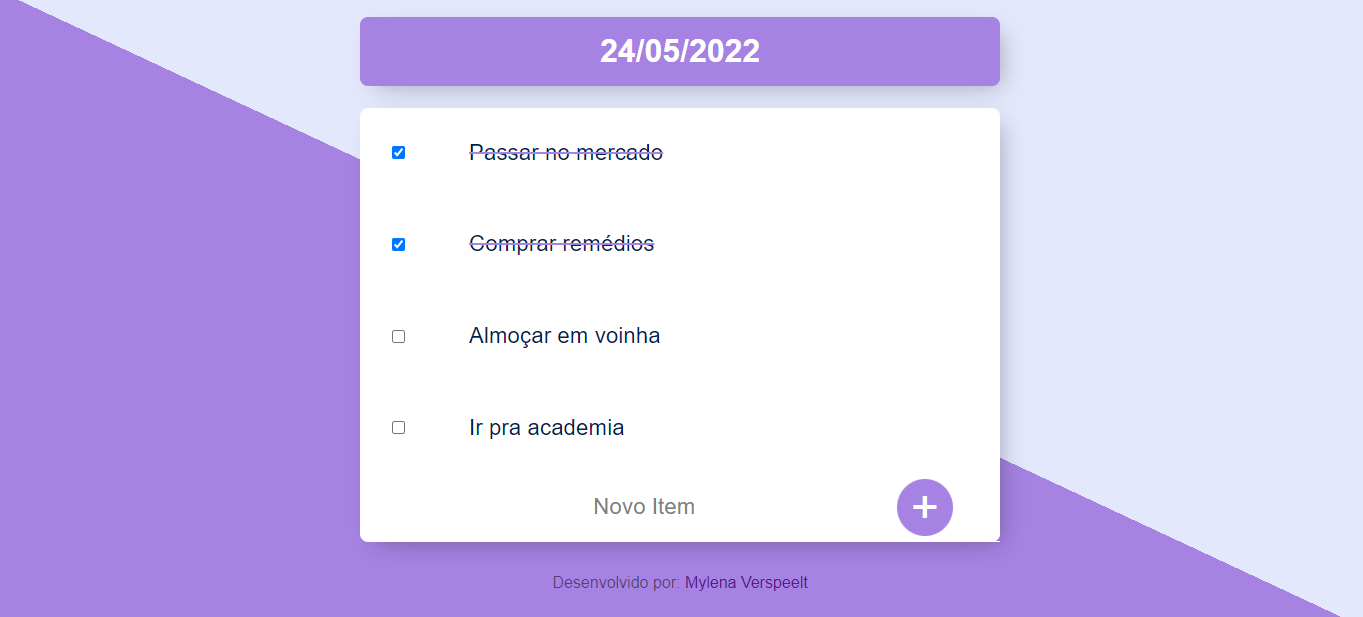 24/05/2022
Passar no mercado
Comprar remédios
Almoçar em voinha
Ir pra academia
Novo Item
+
Desenvolvido por: Mylena Verspeelt